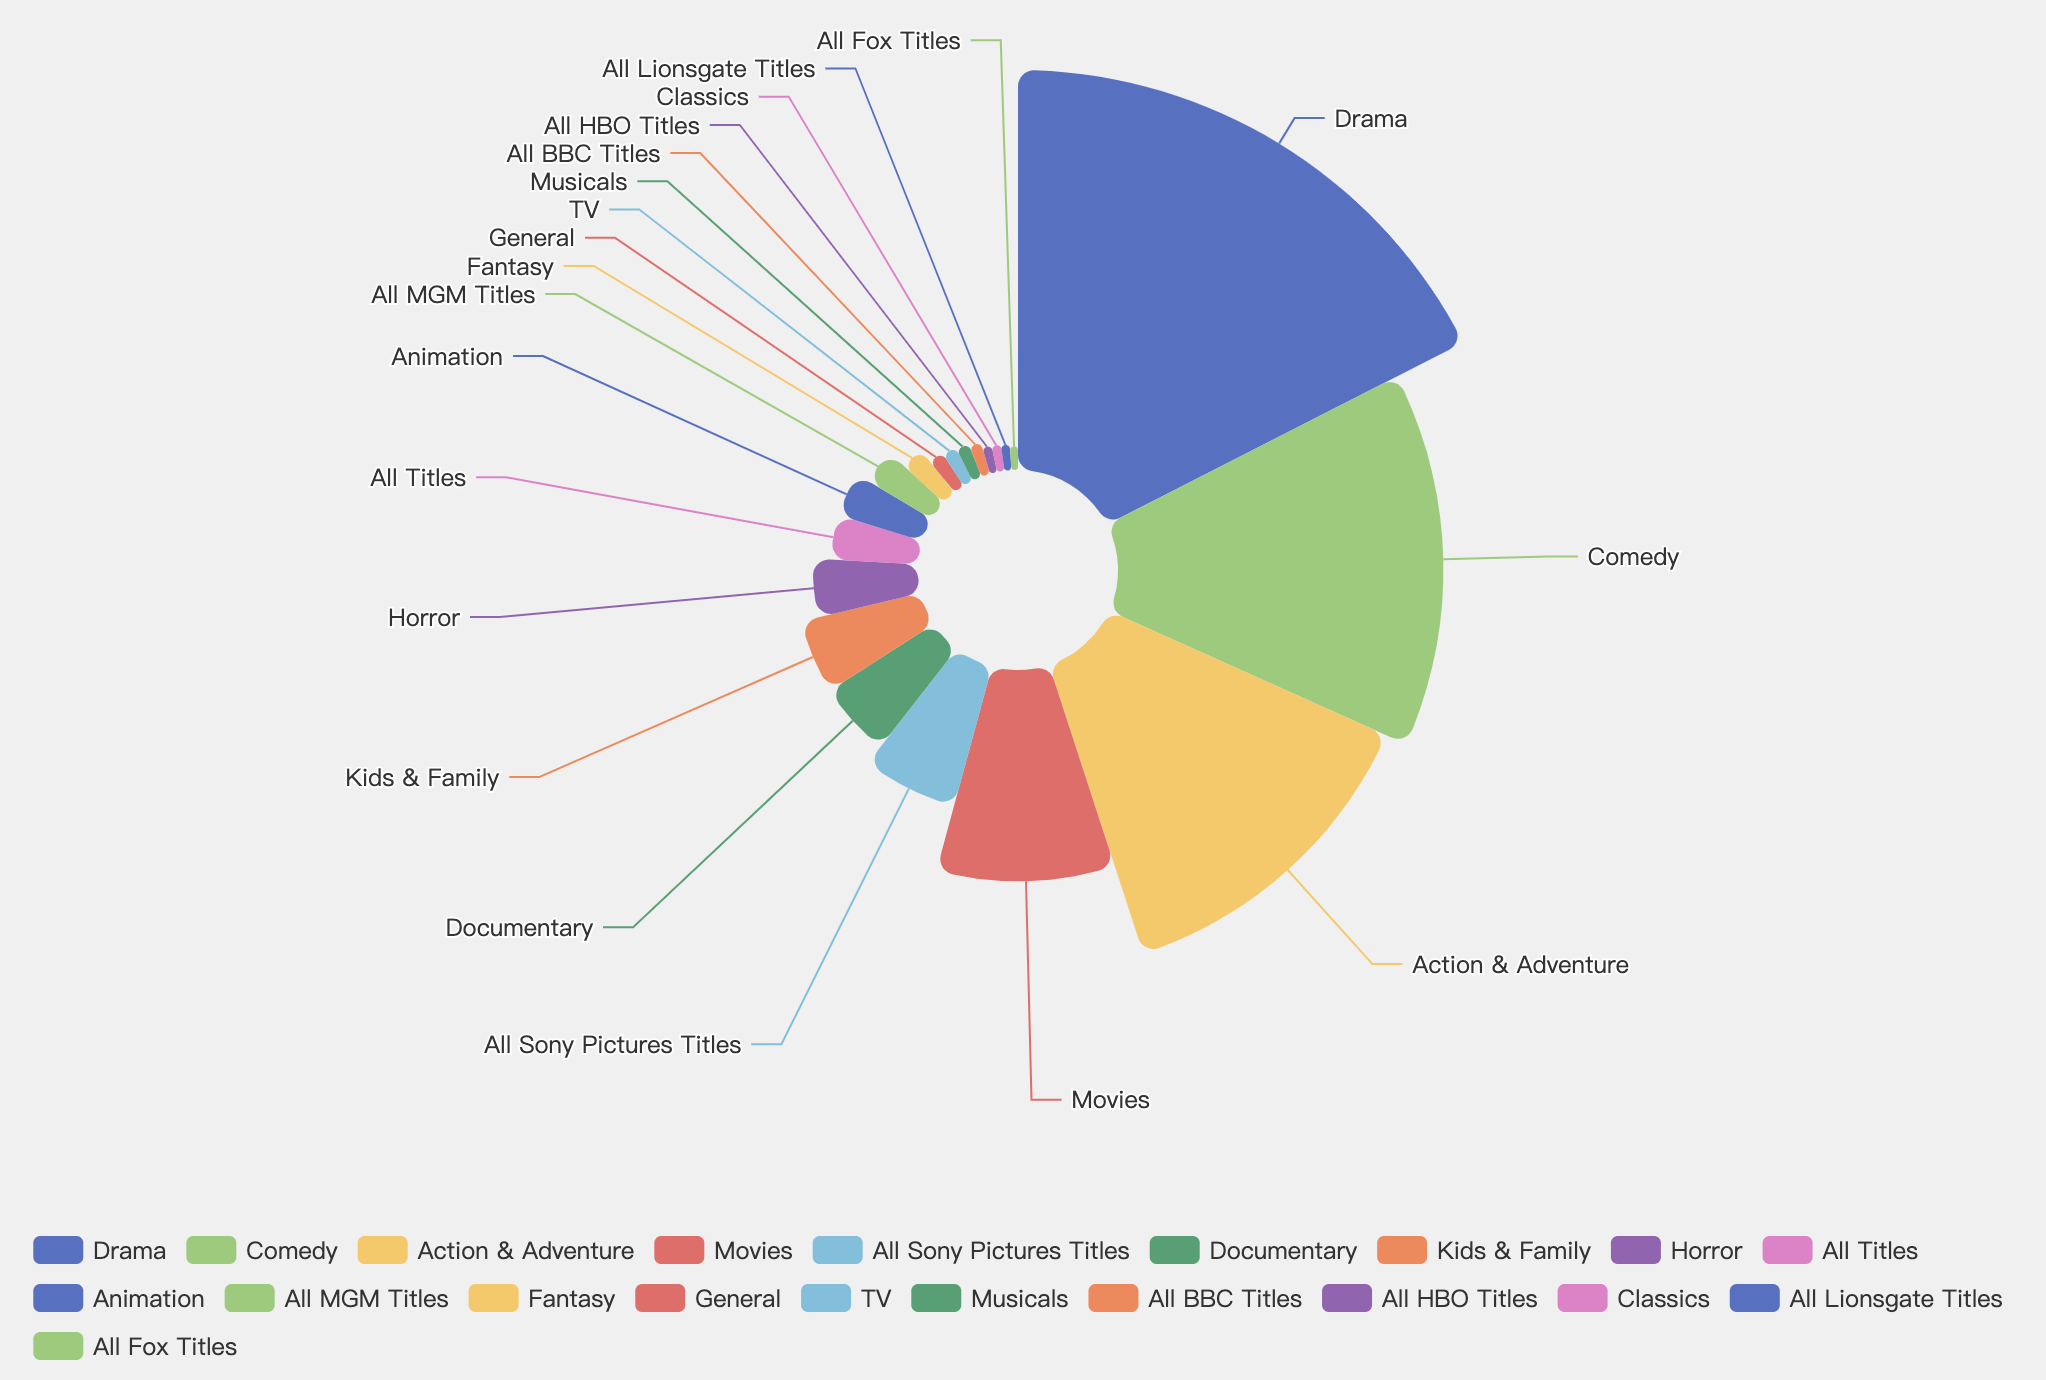 All Fox Titles
All Lionsgate Titles
Classics
Drama
All HBO Titles
All BBC Titles
Musicals
TV
General
Fantasy
All MGM Titles
Animation
All Titles
Comedy
Horror
Kids & Family
Documentary
Action & Adventure
All Sony Pictures Titles
Movies
Drama Comedy Action & Adventure Movies All Sony Pictures Titles Documentary Kids & Family Horror All Titles
Animation All MGM Titles Fantasy General TV Musicals All BBC Titles All HBO Titles Classics All Lionsgate Titles
All Fox Titles